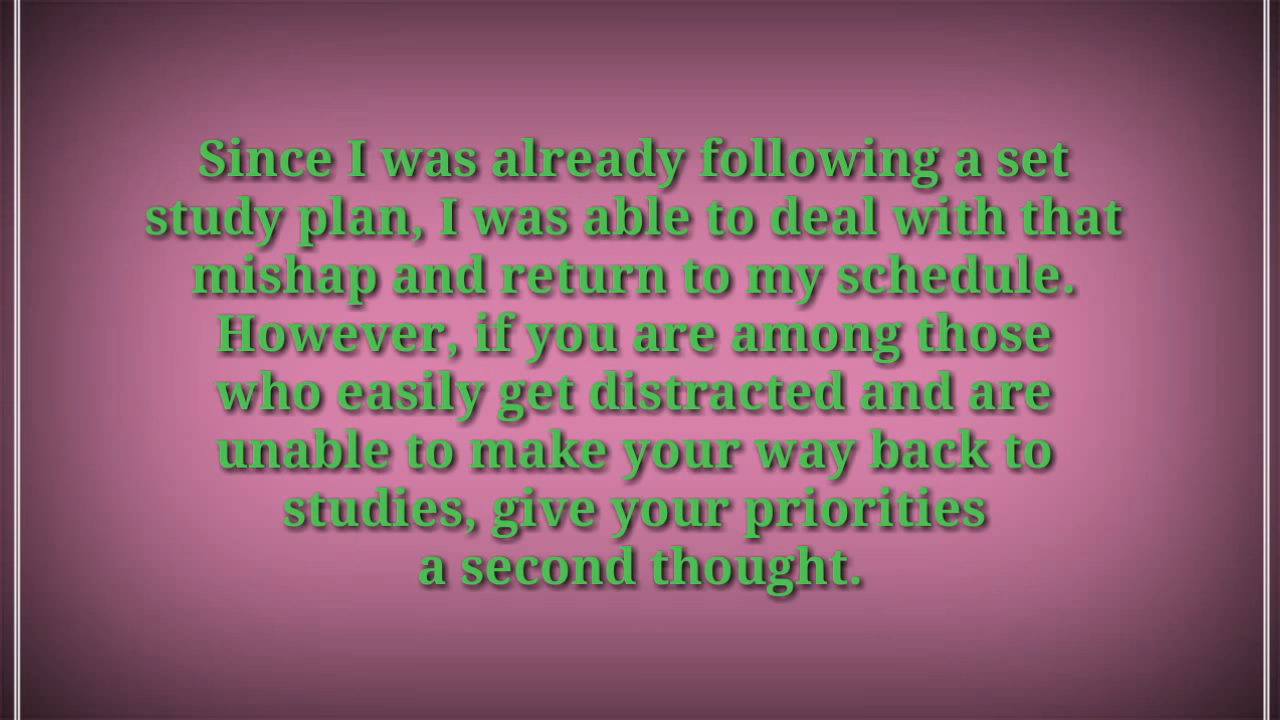 Since I was already following a set
study plan, I was able to deal with that
mishap and return to my schedule.
However, if you are among those
who easily get distracted and are
unable to make your way back to
studies, give your priorities
a second thought.